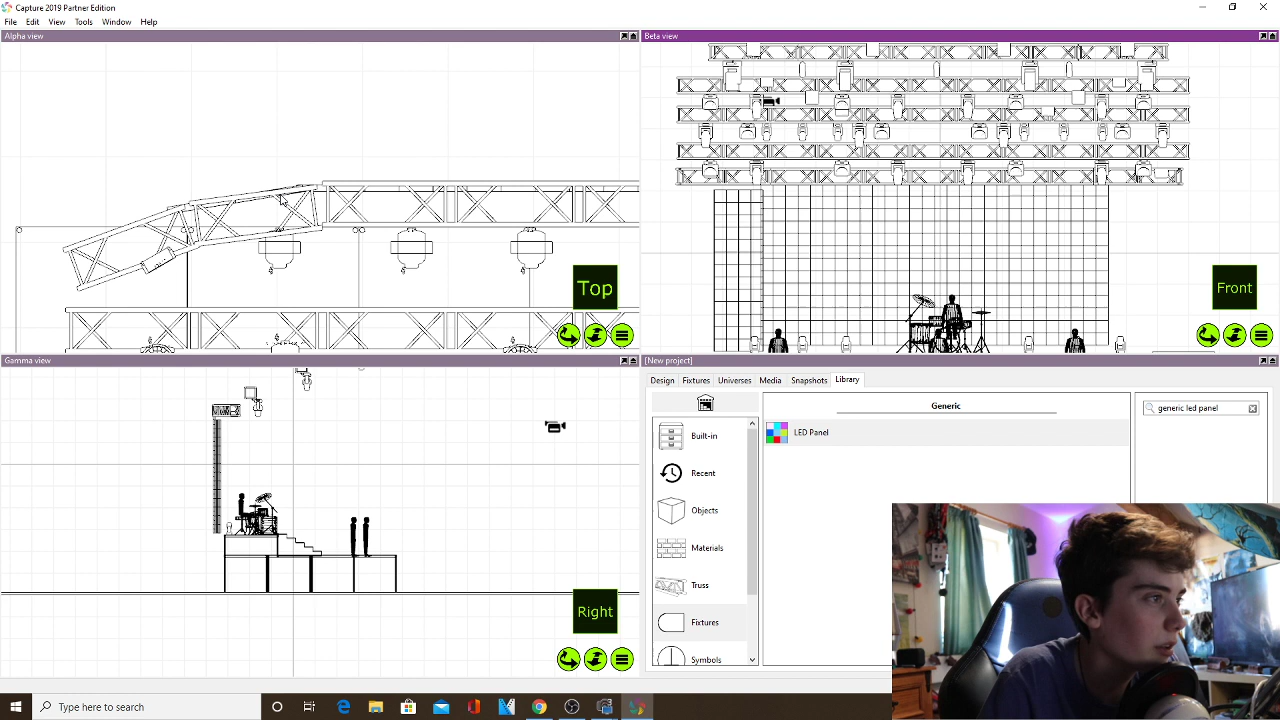 Capture 2019 Partner Edition
File Edit View Tools Window Help
Alpha view
Beta view
Top
Front
Gamma view
[New project]
Design Fixtures Universes Media Snapshots Library
Generic
generic led panel
LED Panel
Built-in
Recent
Objects
Materials
Truss
Fixtures
Symbols
Right
Type here to search